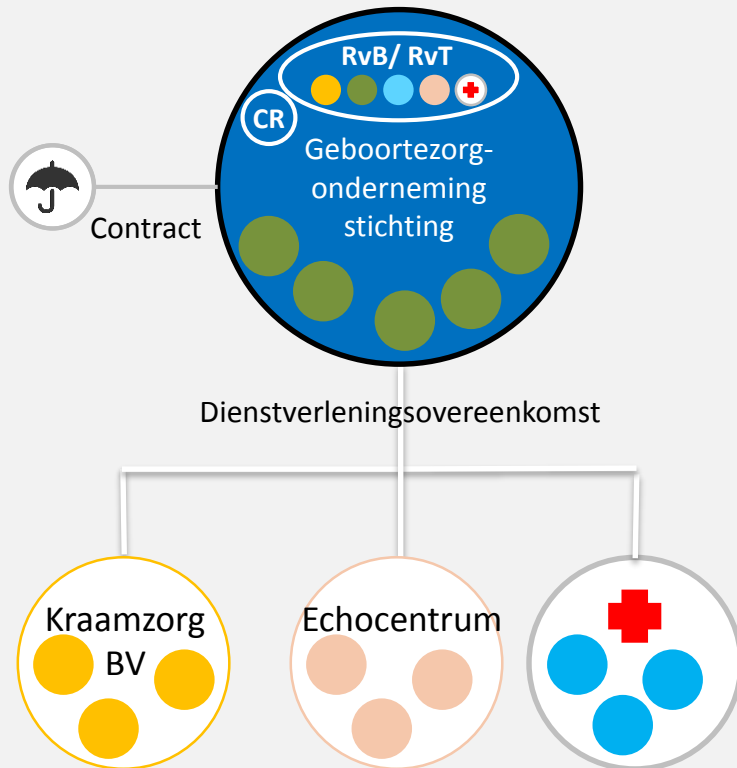 RvB/ RvT
CR
Geboortezorg-
onderneming
stichting
Contract
Dienstverleningsovereenkomst
Kraamzorg
BV
Echocentrum